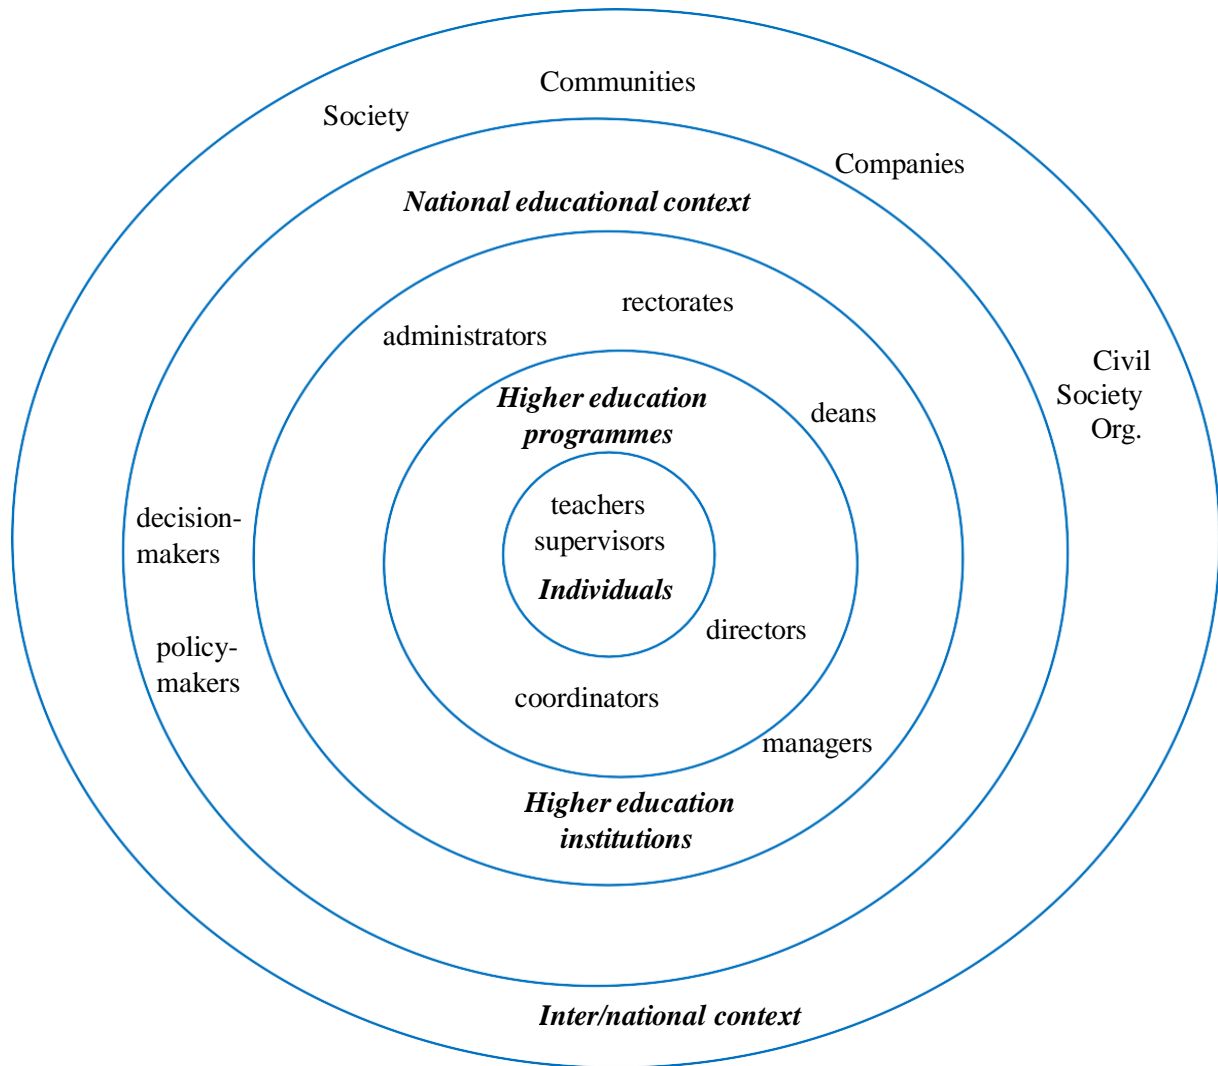 Communities
Society
Companies
National educational context
rectorates
administrators
Civil
Society
Org.
Higher education
programmes
deans
teachers
supervisors
Individuals
decision-
makers
directors
policy-
makers
coordinators
managers
Higher education
institutions
Inter/national context